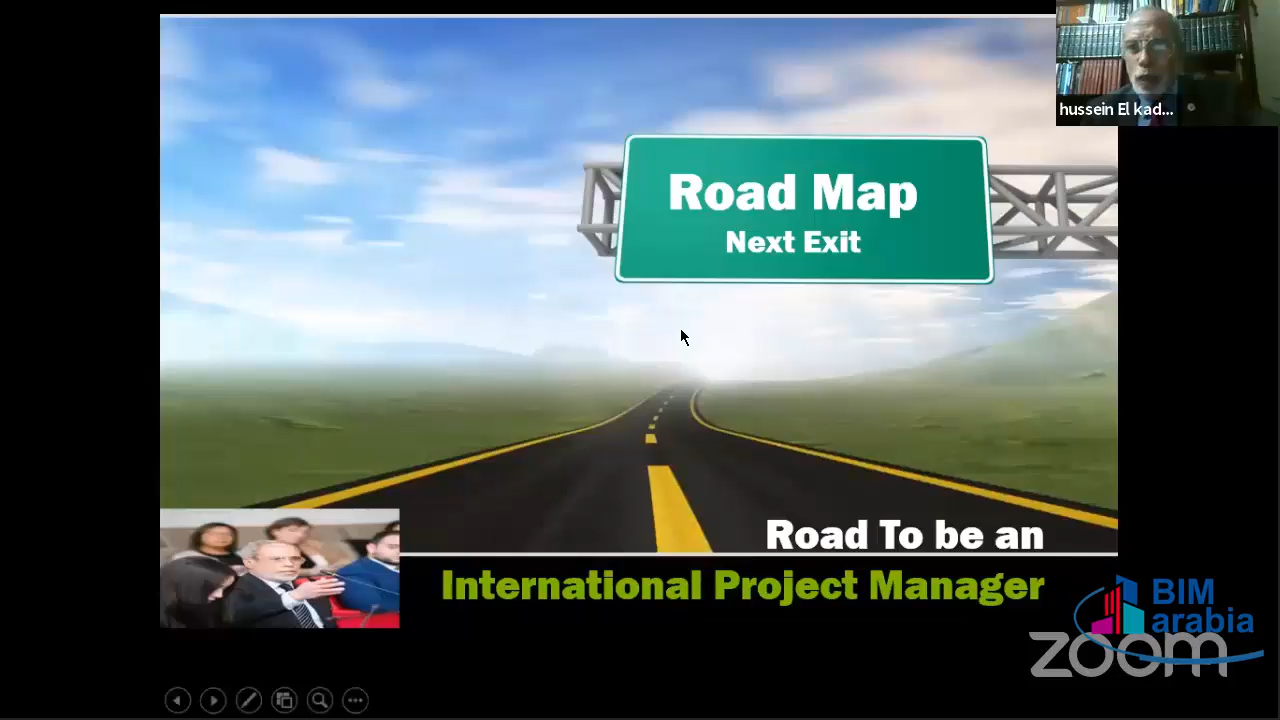 hussein El kad...
Road Map
Next Exit
Road To be an
International Project Manager
BIM
arabia
zoom